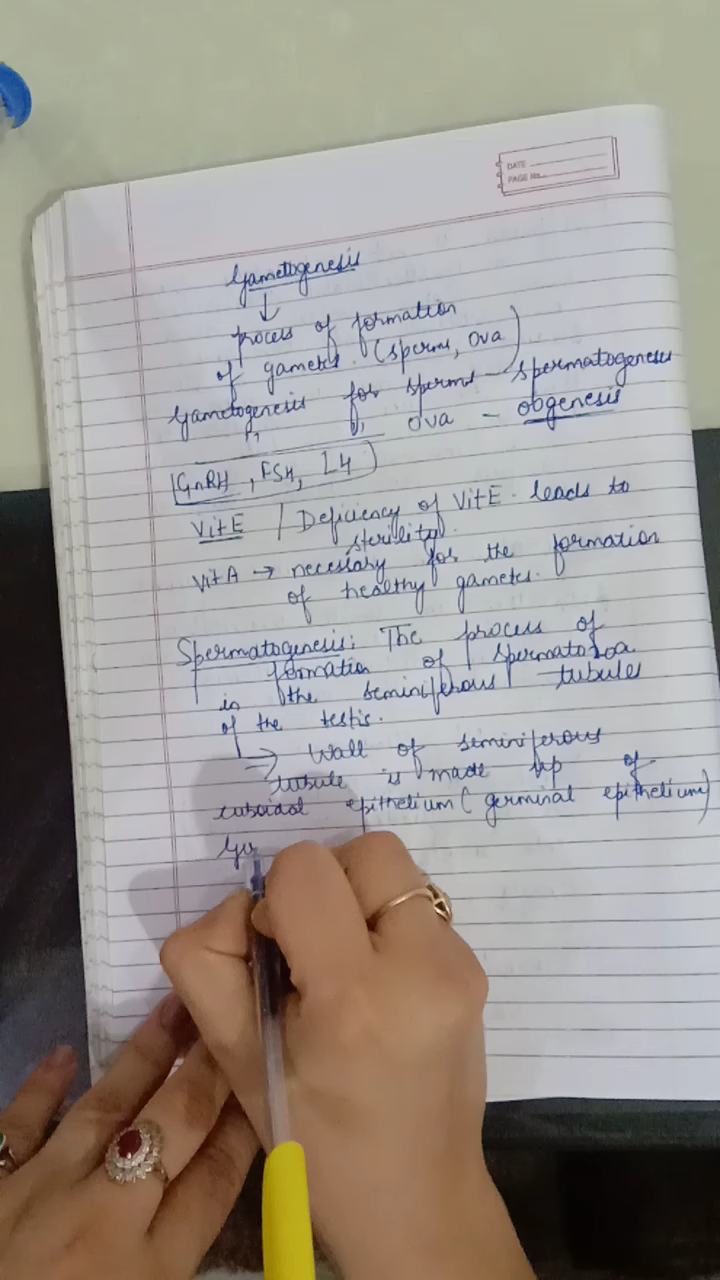 DATE
PAGE No.
Gametogenesis
↓
process of formation
of gametes. (sperms, ova)
Gametogenesis for sperms - spermatogenesis
" " ova - oogenesis
GnRH, FSH, LH
Vit E / Deficiency of Vit E leads to
sterility.
Vit A → necessary for the formation
of healthy gametes.
Spermatogenesis: The process of
formation of spermatozoa
in the seminiferous tubules
of the testis.
→ Wall of seminiferous
tubule is made up of
cuboidal epithelium (germinal epithelium)